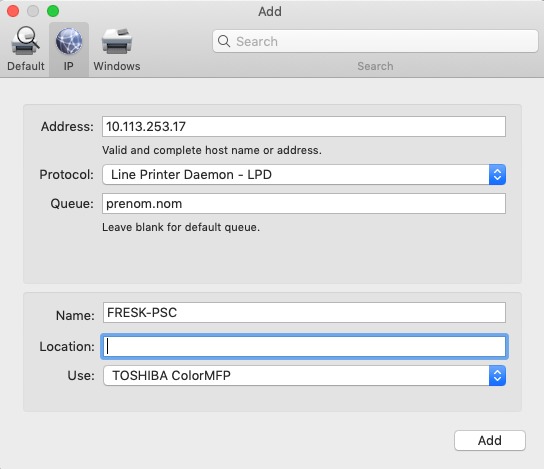 Add
Default IP Windows
Search
Search
Address: 10.113.253.17
Valid and complete host name or address.
Protocol: Line Printer Daemon - LPD
Queue: prenom.nom
Leave blank for default queue.
Name: FRESK-PSC
Location:
Use: TOSHIBA ColorMFP
Add